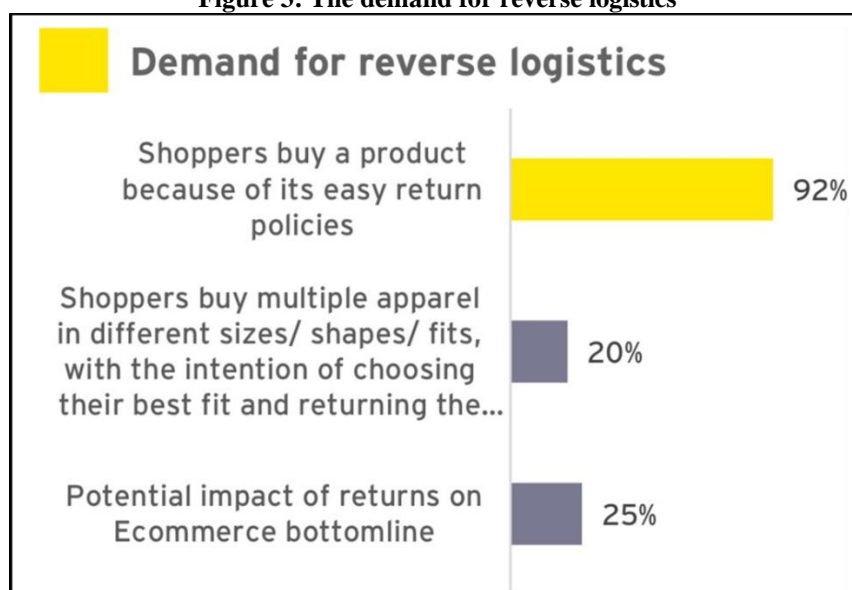 Figure 3: The demand for reverse logistics
Demand for reverse logistics
Shoppers buy a product
because of its easy return
policies
92%
Shoppers buy multiple apparel
in different sizes/ shapes/ fits,
with the intention of choosing
their best fit and returning the...
20%
Potential impact of returns on
Ecommerce bottomline
25%